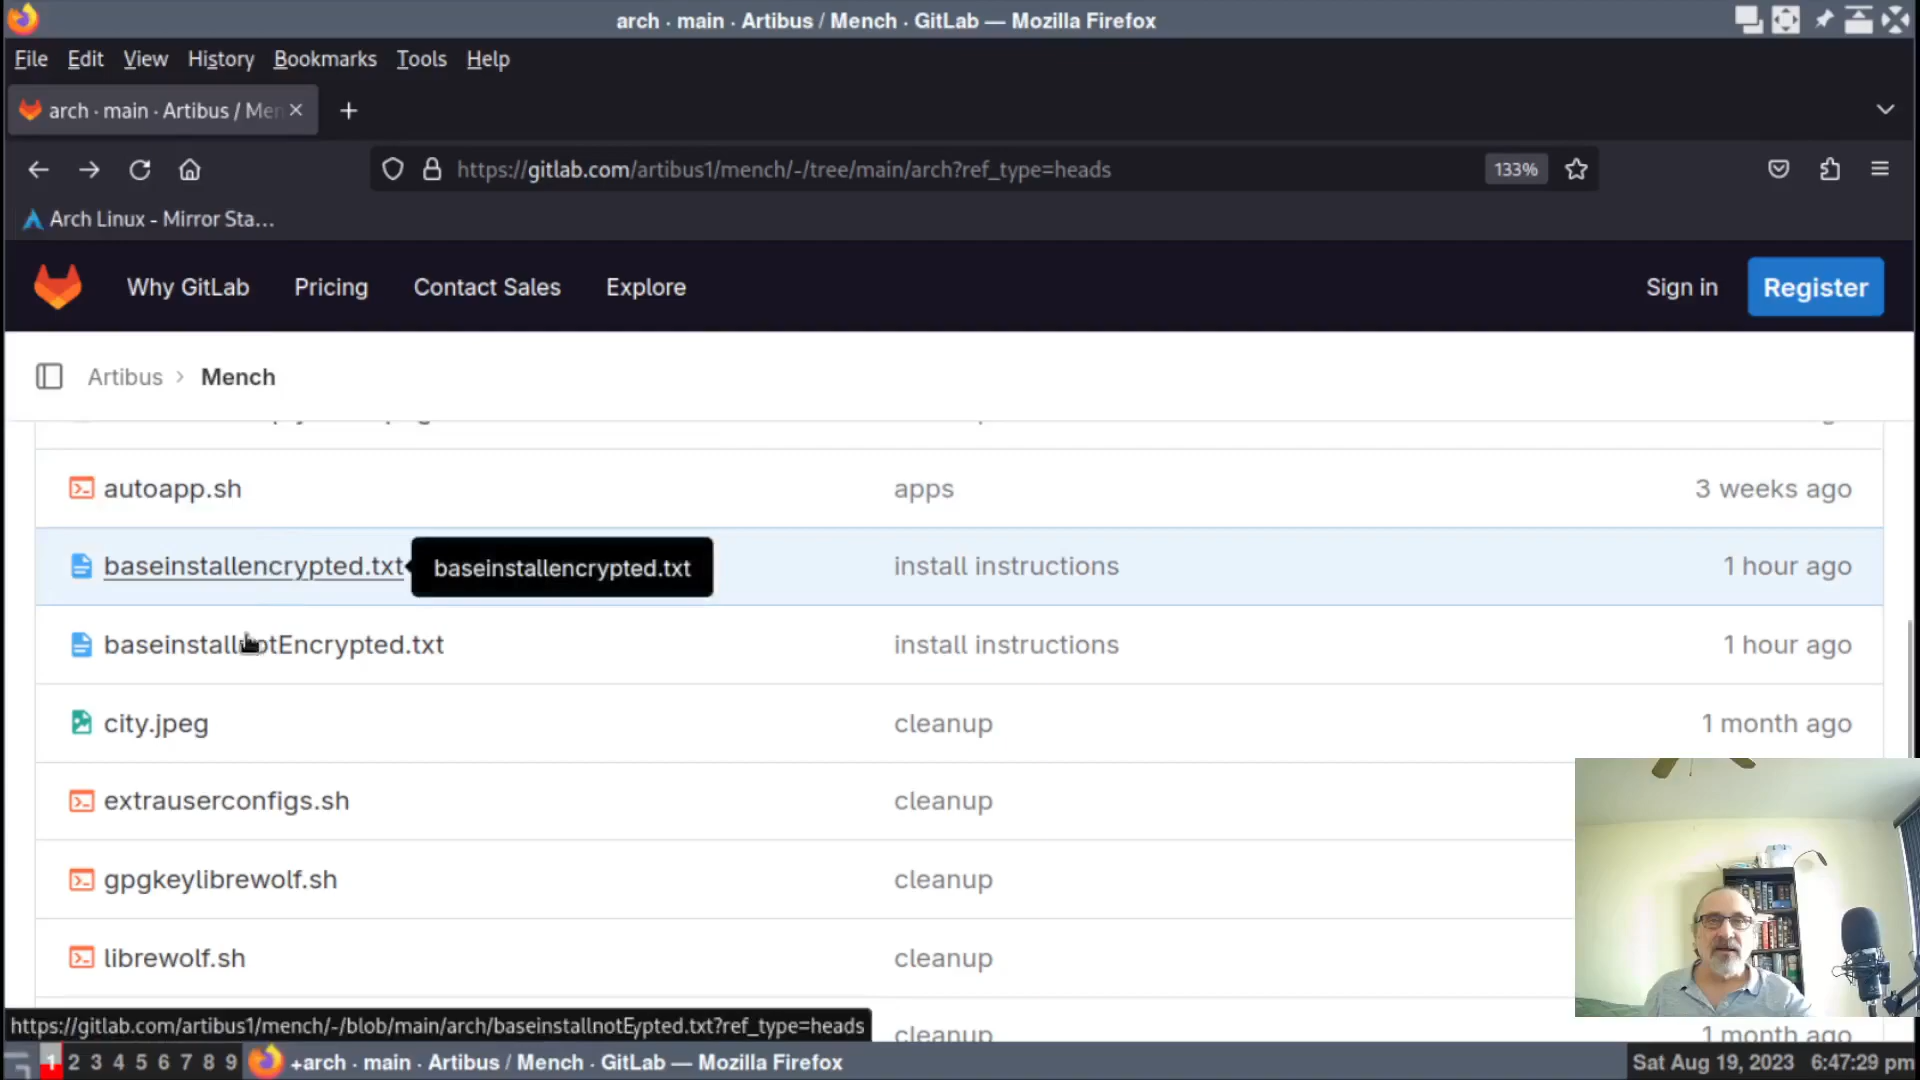 arch · main · Artibus / Mench · GitLab — Mozilla Firefox
File Edit View History Bookmarks Tools Help
arch · main · Artibus / Men
https://gitlab.com/artibus1/mench/-/tree/main/arch?ref_type=heads 133%
Arch Linux - Mirror Sta...
Why GitLab Pricing Contact Sales Explore Sign in Register
Artibus › Mench
autoapp.sh apps 3 weeks ago
baseinstallencrypted.txt baseinstallencrypted.txt install instructions 1 hour ago
baseinstallnotEncrypted.txt install instructions 1 hour ago
city.jpeg cleanup 1 month ago
extrauserconfigs.sh cleanup
gpgkeylibrewolf.sh cleanup
librewolf.sh cleanup
https://gitlab.com/artibus1/mench/-/blob/main/arch/baseinstallnotEypted.txt?ref_type=heads
cleanup 1 month ago
1 2 3 4 5 6 7 8 9 +arch · main · Artibus / Mench · GitLab — Mozilla Firefox Sat Aug 19, 2023 6:47:29 pm